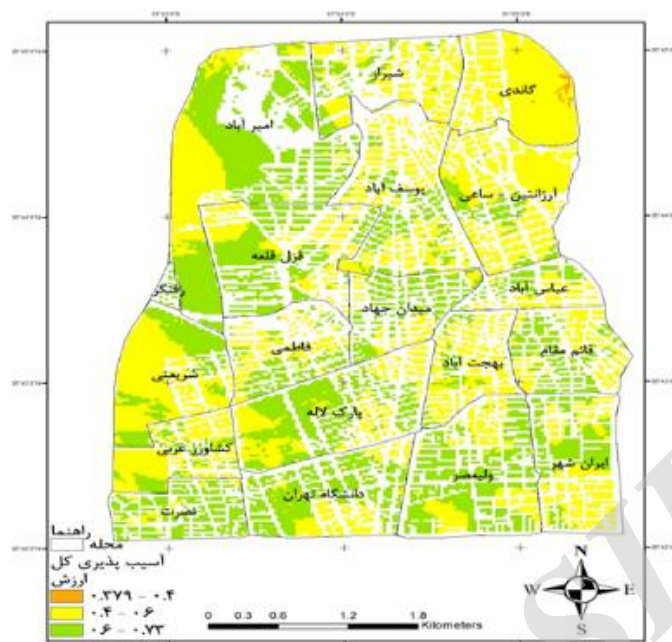 شیراز
گاندی
امیر آباد
یوسف آباد
آرژانتین - ساعی
قزل قلعه
عباس آباد
میدان جهاد
فاطمی
قائم مقام
بهجت آباد
شریعتی
پارک لاله
کشاورز غربی
ایران شهر
ولیعصر
دانشگاه تهران
نصرت
راهنما
محله
آسیب پذیری کل
ارزش
۰.۳۷۹ - ۰.۴
۰.۴ - ۰.۶
۰.۶ - ۰.۷۳
0 0.3 0.6 1.2 1.8
Kilometers
N
W E
S